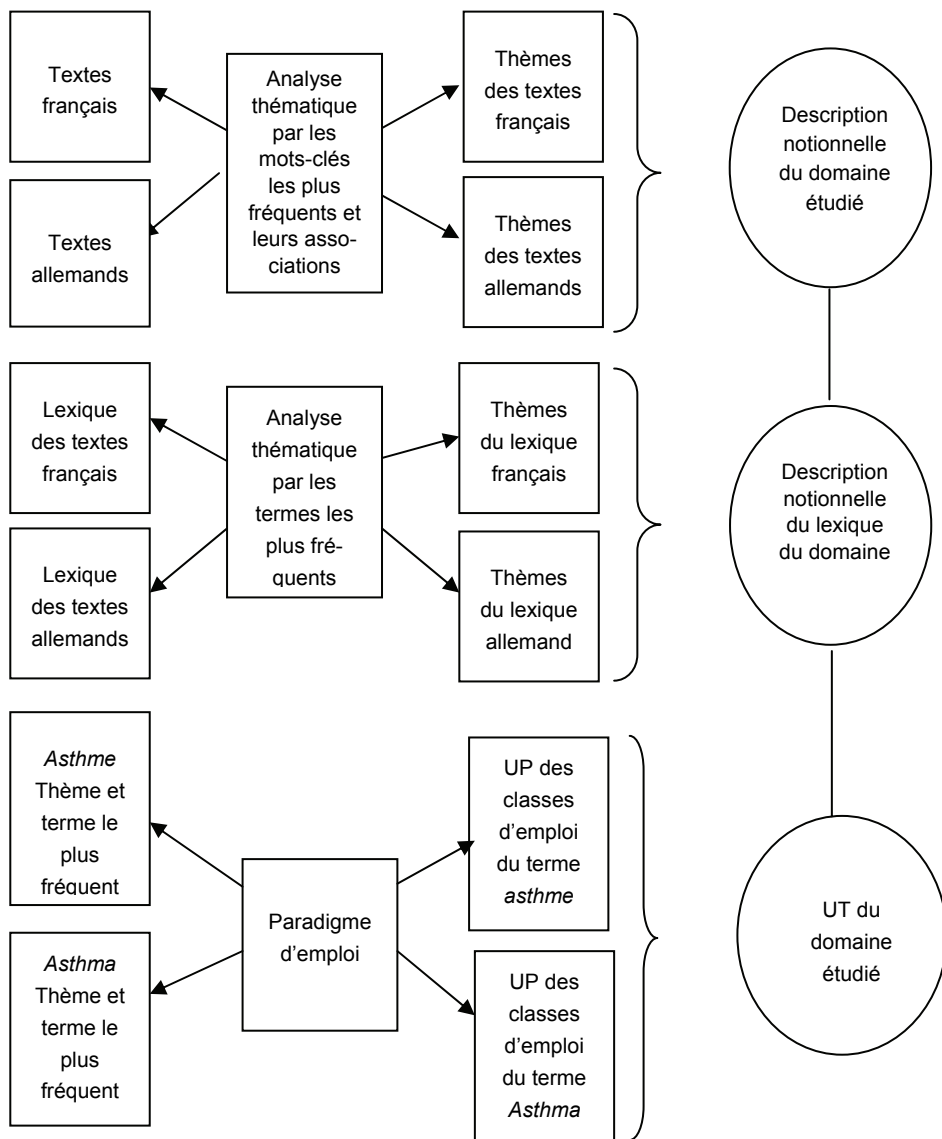 Textes
français
Textes
allemands
Analyse
thématique
par les
mots-clés
les plus
fréquents et
leurs asso-
ciations
Thèmes
des textes
français
Thèmes
des textes
allemands
Description
notionnelle
du domaine
étudié
Lexique
des textes
français
Lexique
des textes
allemands
Analyse
thématique
par les
termes les
plus fré-
quents
Thèmes
du lexique
français
Thèmes
du lexique
allemand
Description
notionnelle
du lexique
du domaine
Asthme
Thème et
terme le
plus
fréquent
Asthma
Thème et
terme le
plus
fréquent
Paradigme
d’emploi
UP des
classes
d’emploi
du terme
asthme
UP des
classes
d’emploi
du terme
Asthma
UT du
domaine
étudié